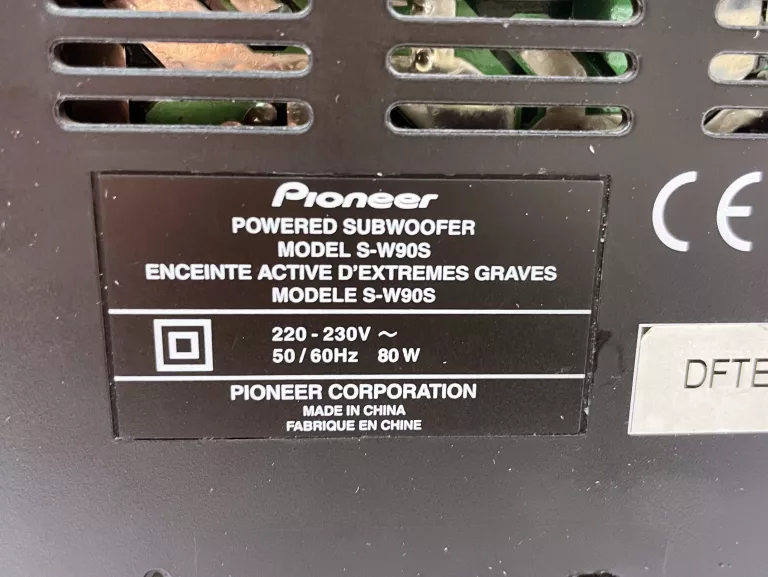 Pioneer
POWERED SUBWOOFER
MODEL S-W90S
ENCEINTE ACTIVE D'EXTREMES GRAVES
MODELE S-W90S
220 - 230V ~
50 / 60Hz 80 W
PIONEER CORPORATION
MADE IN CHINA
FABRIQUE EN CHINE
CE
DFTE